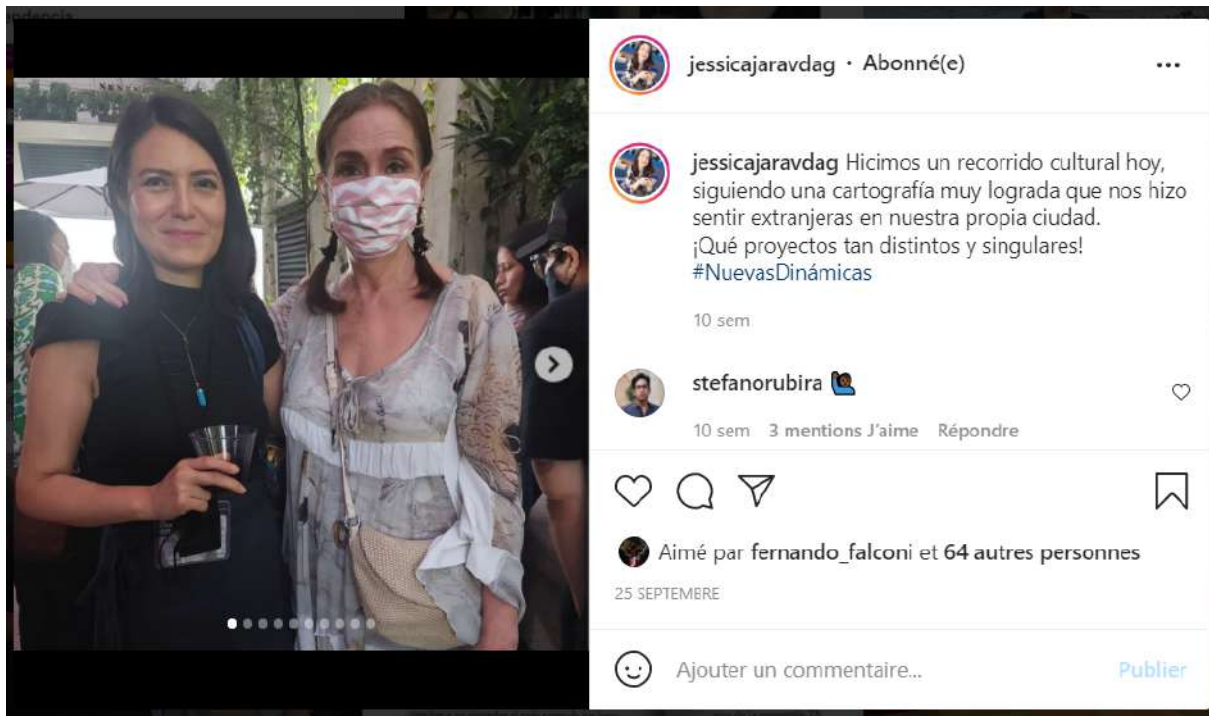 jessicajaravdag · Abonné(e)
jessicajaravdag Hicimos un recorrido cultural hoy,
siguiendo una cartografía muy lograda que nos hizo
sentir extranjeras en nuestra propia ciudad.
¡Qué proyectos tan distintos y singulares!
#NuevasDinámicas
10 sem
stefanorubira 🙋🏿
10 sem 3 mentions J'aime Répondre
Aimé par fernando_falconi et 64 autres personnes
25 SEPTEMBRE
Ajouter un commentaire... Publier